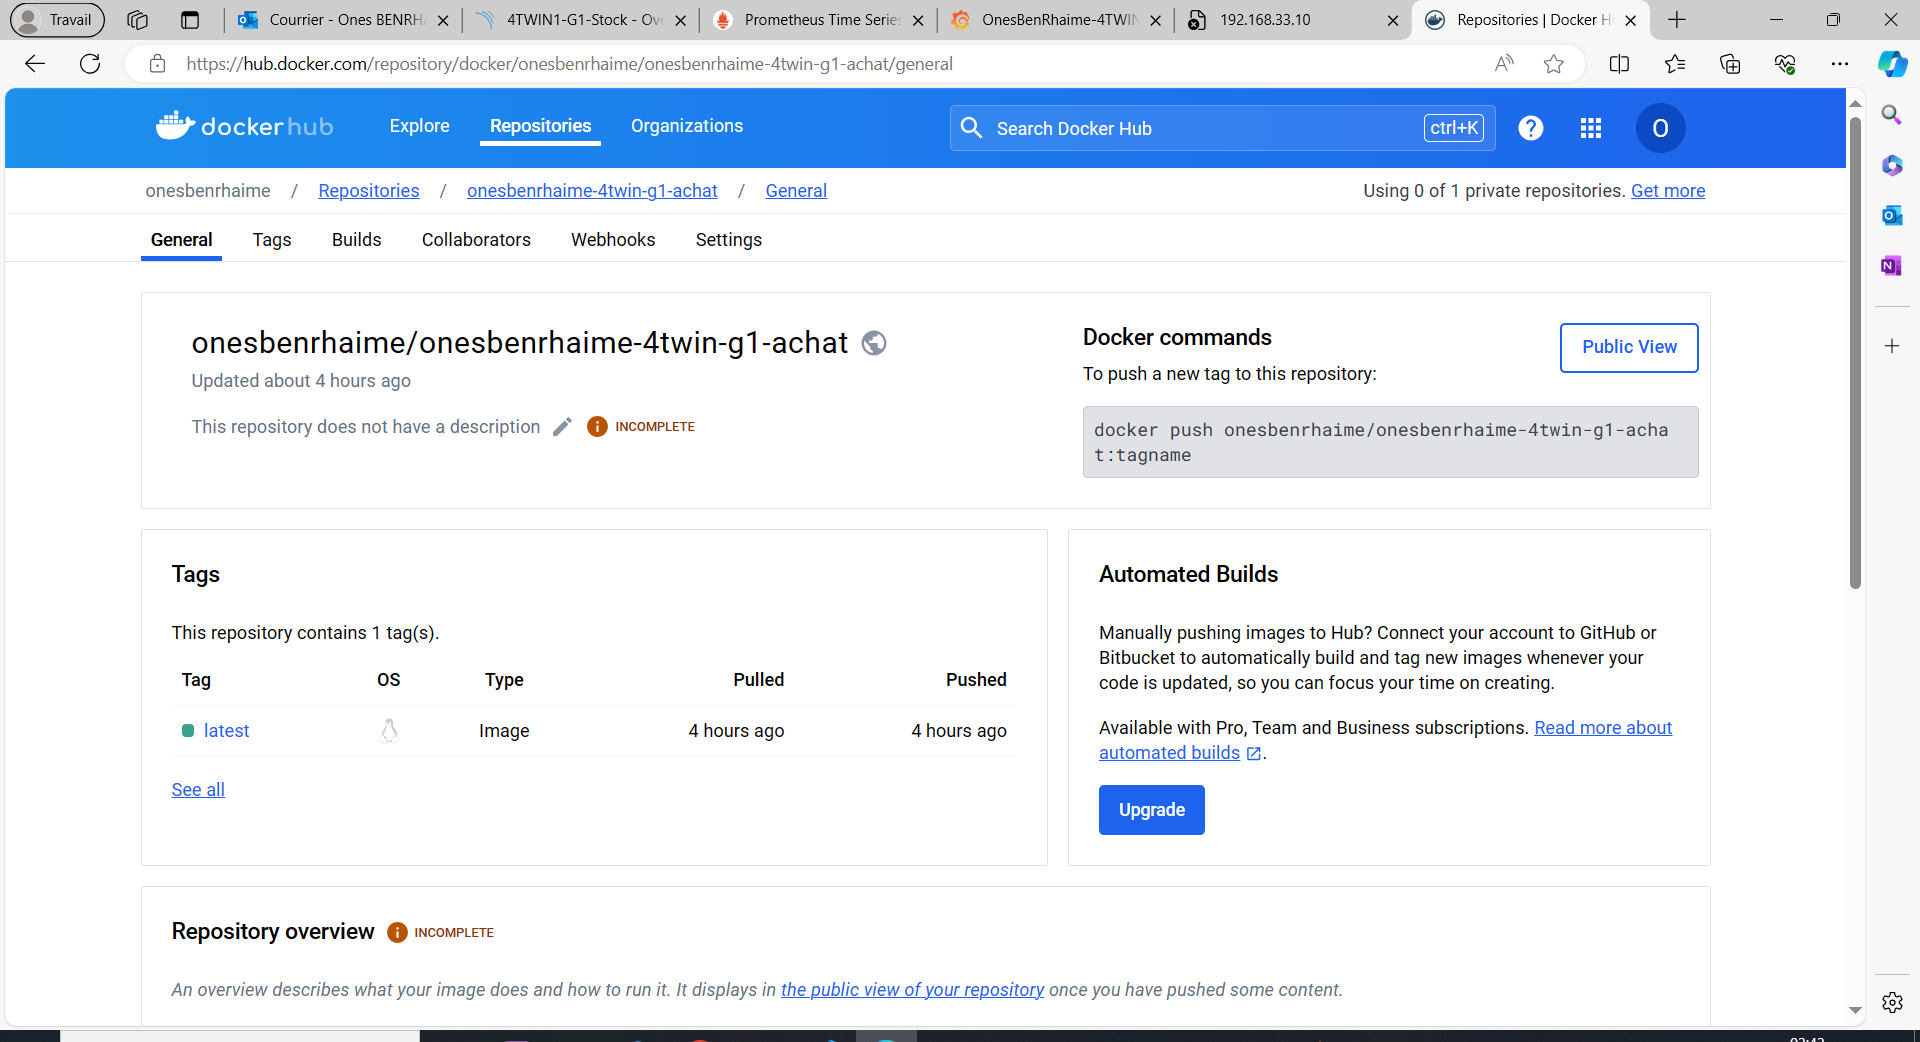 Travail
Courrier - Ones BENRH
4TWIN1-G1-Stock - Ove
Prometheus Time Series
OnesBenRhaime-4TWIN
192.168.33.10
Repositories | Docker H
https://hub.docker.com/repository/docker/onesbenrhaime/onesbenrhaime-4twin-g1-achat/general
dockerhub
Explore
Repositories
Organizations
Search Docker Hub
ctrl+K
?
O
onesbenrhaime / Repositories / onesbenrhaime-4twin-g1-achat / General
Using 0 of 1 private repositories. Get more
General
Tags
Builds
Collaborators
Webhooks
Settings
onesbenrhaime/onesbenrhaime-4twin-g1-achat
Updated about 4 hours ago
This repository does not have a description
INCOMPLETE
Docker commands
Public View
To push a new tag to this repository:
docker push onesbenrhaime/onesbenrhaime-4twin-g1-acha
t:tagname
Tags
This repository contains 1 tag(s).
Tag OS Type Pulled Pushed
latest Image 4 hours ago 4 hours ago
See all
Automated Builds
Manually pushing images to Hub? Connect your account to GitHub or
Bitbucket to automatically build and tag new images whenever your
code is updated, so you can focus your time on creating.
Available with Pro, Team and Business subscriptions. Read more about
automated builds .
Upgrade
Repository overview
INCOMPLETE
An overview describes what your image does and how to run it. It displays in the public view of your repository once you have pushed some content.